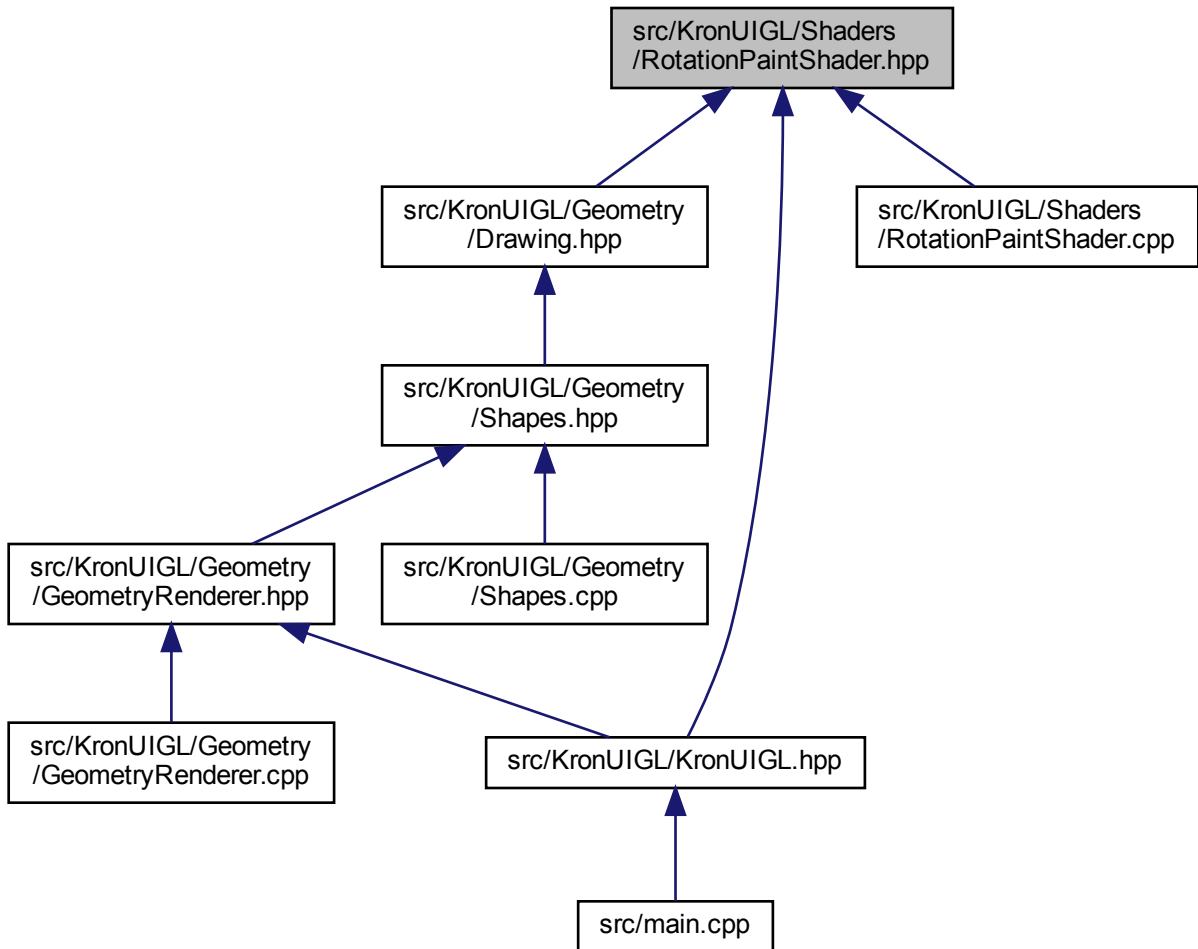 src/KronUIGL/Shaders
/RotationPaintShader.hpp
src/KronUIGL/Geometry
/Drawing.hpp
src/KronUIGL/Shaders
/RotationPaintShader.cpp
src/KronUIGL/Geometry
/Shapes.hpp
src/KronUIGL/Geometry
/GeometryRenderer.hpp
src/KronUIGL/Geometry
/Shapes.cpp
src/KronUIGL/Geometry
/GeometryRenderer.cpp
src/KronUIGL/KronUIGL.hpp
src/main.cpp